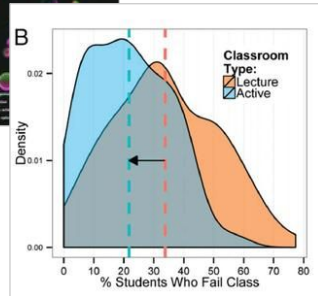 B
Classroom
Type:
Lecture
Active
Density
0.02
0.01
0.00
0 10 20 30 40 50 60 70 80
% Students Who Fail Class